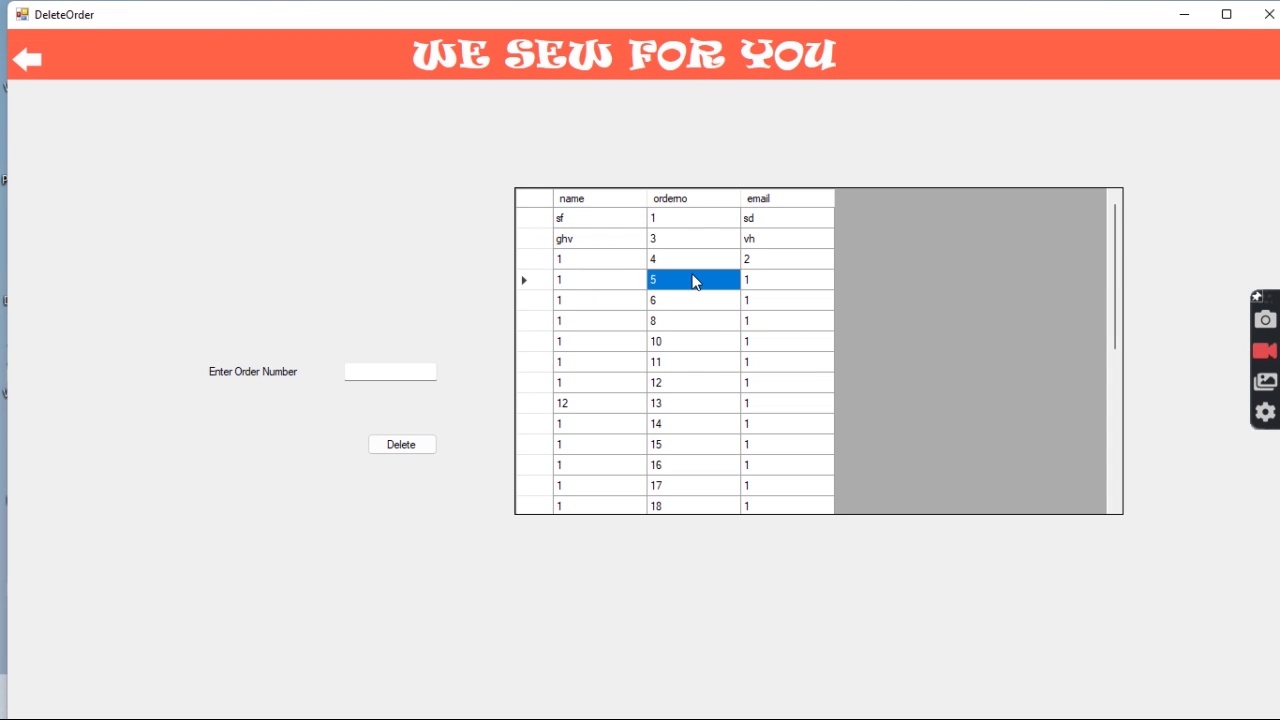 DeleteOrder
WE SEW FOR YOU
name orderno email
sf 1 sd
ghv 3 vh
1 4 2
1 5 1
1 6 1
1 8 1
1 10 1
1 11 1
1 12 1
12 13 1
1 14 1
1 15 1
1 16 1
1 17 1
1 18 1
Enter Order Number
Delete